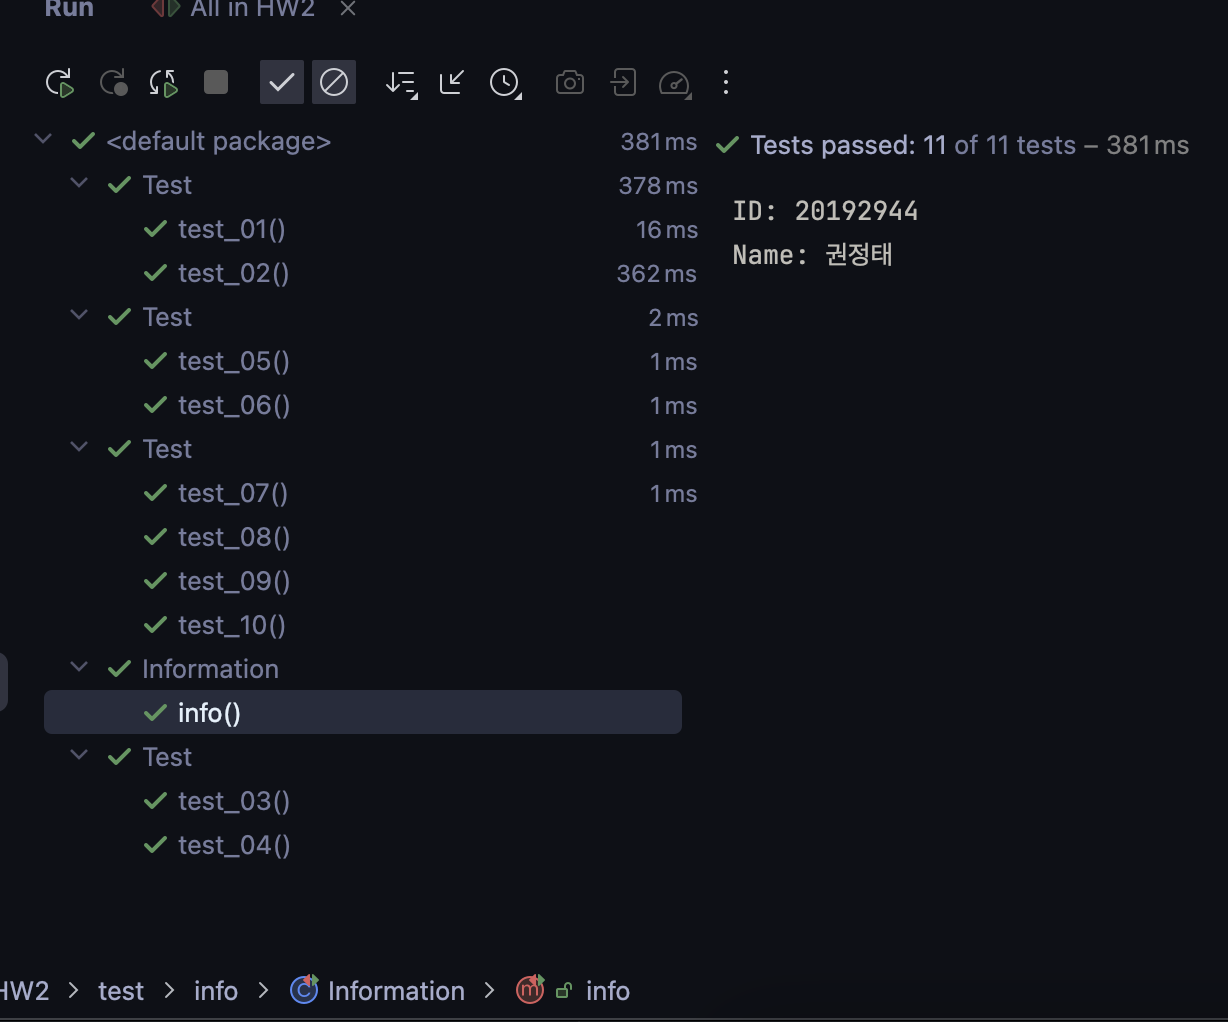 Run All in HW2
<default package> 381 ms
Tests passed: 11 of 11 tests – 381 ms
Test 378 ms
test_01() 16 ms
test_02() 362 ms
Test 2 ms
test_05() 1 ms
test_06() 1 ms
Test 1 ms
test_07() 1 ms
test_08()
test_09()
test_10()
Information
info()
Test
test_03()
test_04()
ID: 20192944
Name: 권정태
HW2 > test > info > Information > info